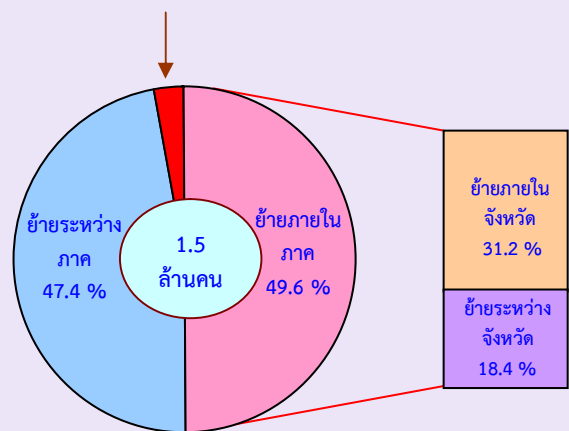 ย้ายระหว่าง
ภาค
47.4 %
1.5
ล้านคน
ย้ายภายใน
ภาค
49.6 %
ย้ายภายใน
จังหวัด
31.2 %
ย้ายระหว่าง
จังหวัด
18.4 %